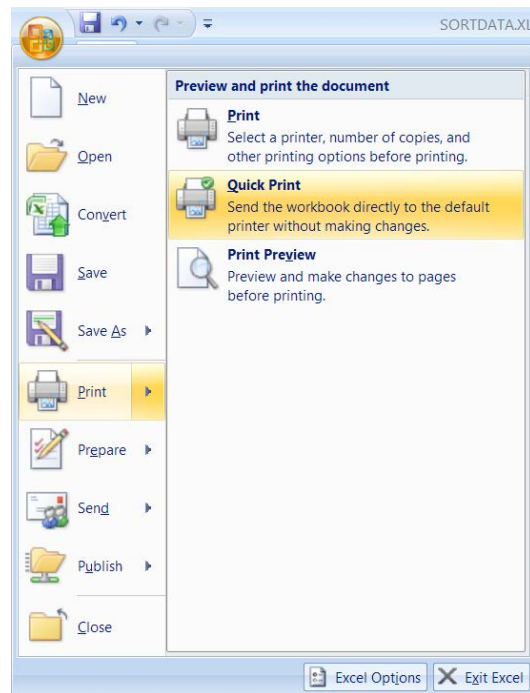 SORTDATA.XL
New
Open
Convert
Save
Save As
Print
Prepare
Send
Publish
Close
Preview and print the document
Print
Select a printer, number of copies, and
other printing options before printing.
Quick Print
Send the workbook directly to the default
printer without making changes.
Print Preview
Preview and make changes to pages
before printing.
Excel Options
Exit Excel